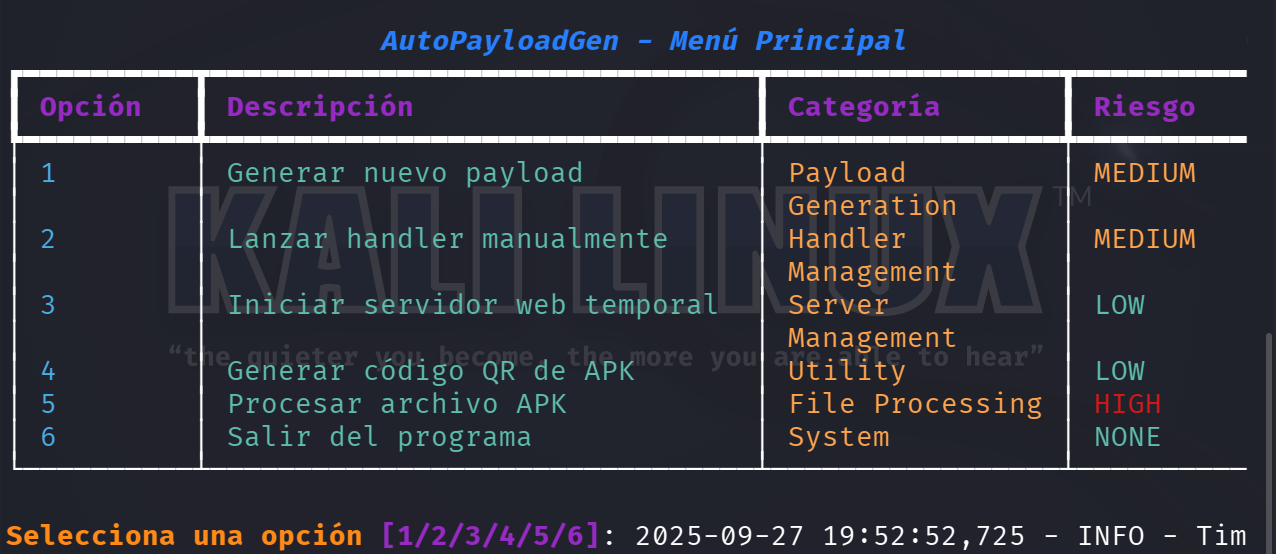 AutoPayloadGen - Menú Principal
Opción Descripción Categoría Riesgo
1 Generar nuevo payload Payload MEDIUM
Generation
2 Lanzar handler manualmente Handler MEDIUM
Management
3 Iniciar servidor web temporal Server LOW
Management
4 Generar código QR de APK Utility LOW
5 Procesar archivo APK File Processing HIGH
6 Salir del programa System NONE
KALI LINUX TM
“the quieter you become, the more you are able to hear”
Selecciona una opción [1/2/3/4/5/6]: 2025-09-27 19:52:52,725 - INFO - Tim